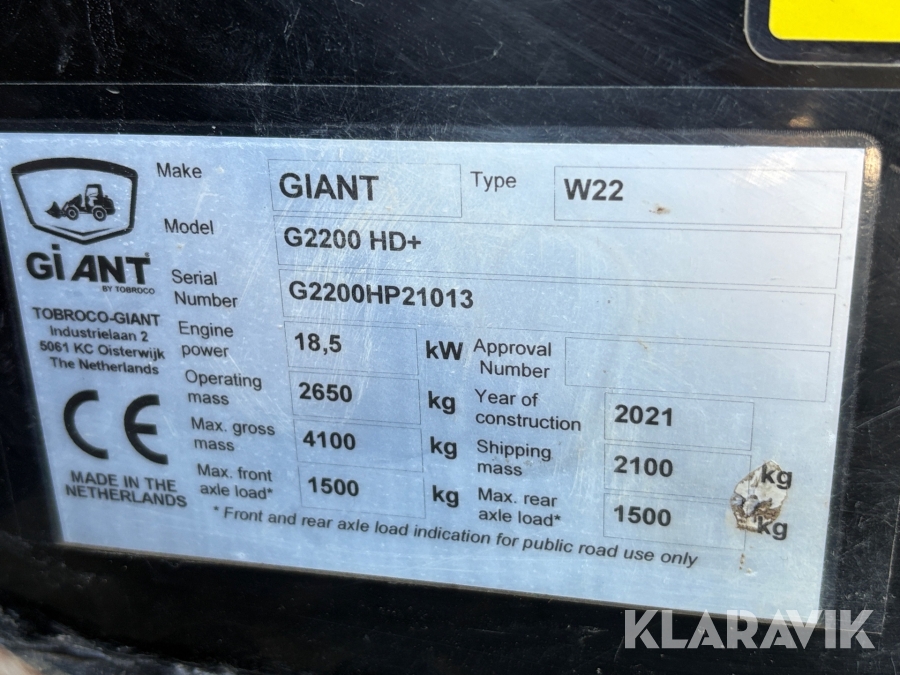 Make GIANT Type W22
Model G2200 HD+
GiANT
BY TOBROCO
Serial Number G2200HP21013
TOBROCO-GIANT
Industrielaan 2
5061 KC Oisterwijk
The Netherlands
Engine power 18,5 kW Approval Number
Operating mass 2650 kg Year of construction 2021
CE
Max. gross mass 4100 kg Shipping mass 2100 kg
MADE IN THE
NETHERLANDS
Max. front axle load* 1500 kg Max. rear axle load* 1500 kg
* Front and rear axle load indication for public road use only
KLARAVIK